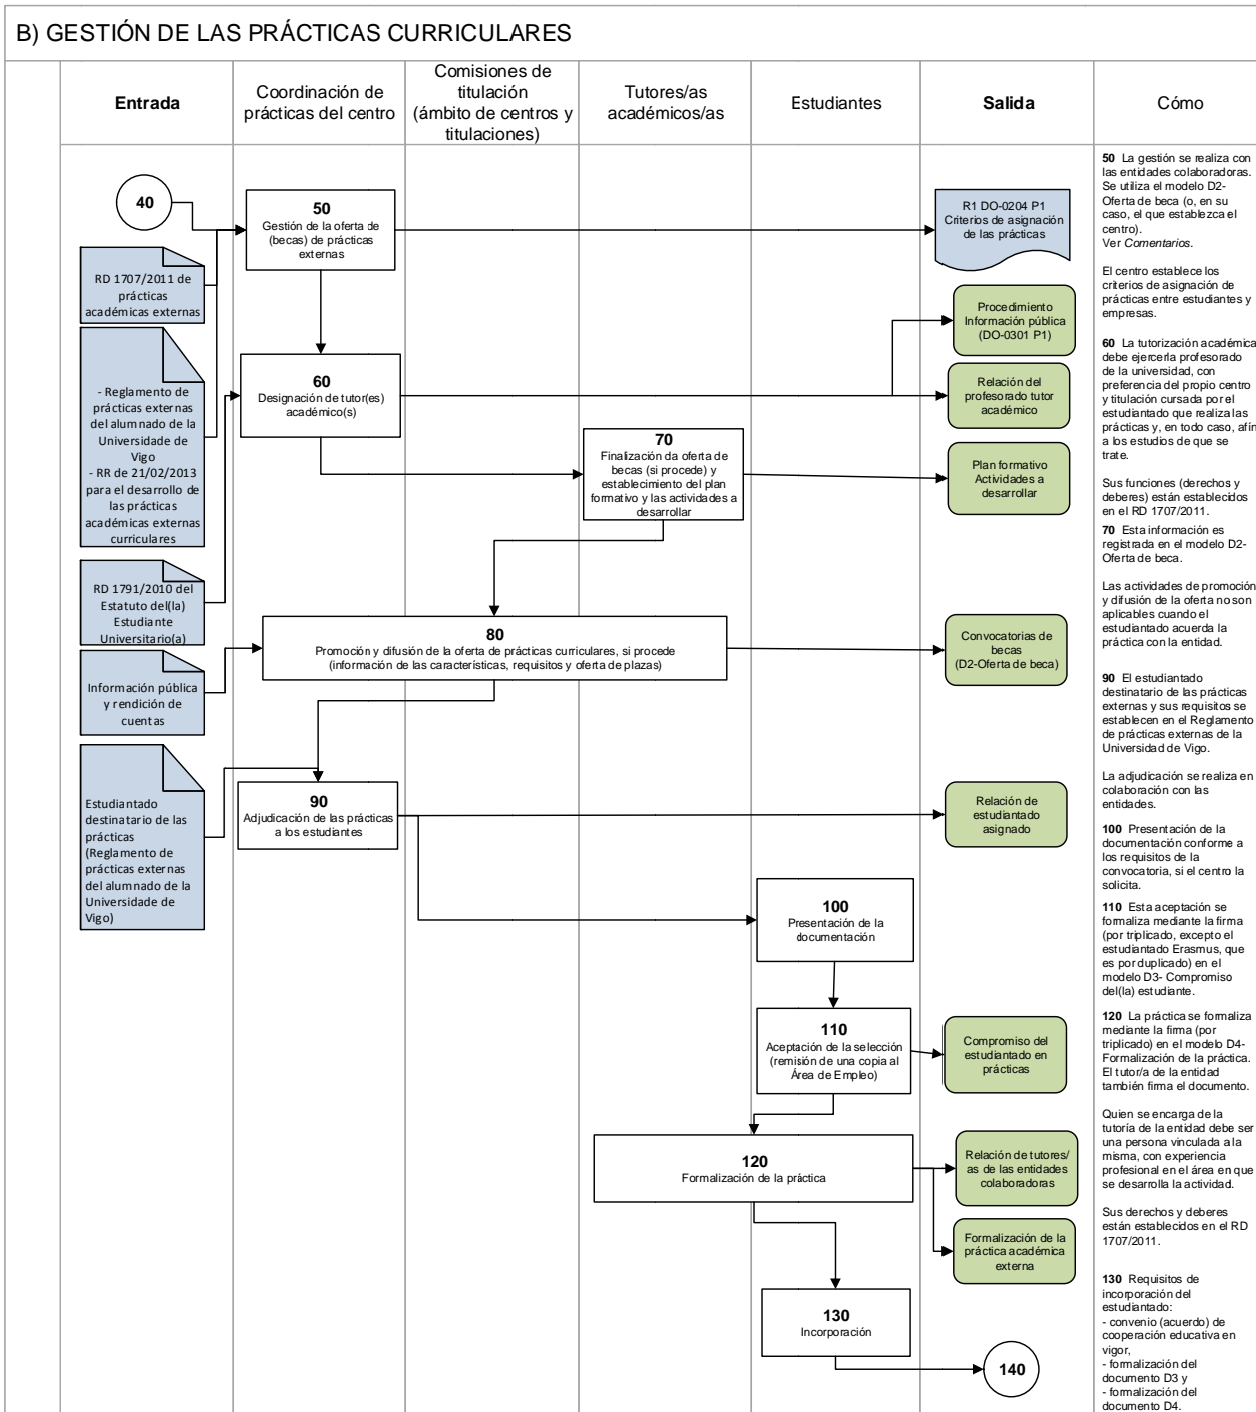 B) GESTIÓN DE LAS PRÁCTICAS CURRICULARES
Entrada
Coordinación de
prácticas del centro
Comisiones de
titulación
(ámbito de centros y
titulaciones)
Tutores/as
académicos/as
Estudiantes
Salida
Cómo
40
RD 1707/2011 de
prácticas
académicas externas
- Reglamento de
prácticas externas
del alumnado de la
Universidade de
Vigo
- RR de 21/02/2013
para el desarrollo de
las prácticas
académicas externas
curriculares
RD 1791/2010 del
Estatuto del(la)
Estudiante
Universitario(a)
Información pública
y rendición de
cuentas
Estudiantado
destinatario de las
prácticas
(Reglamento de
prácticas externas
del alumnado de la
Universidade de
Vigo)
50
Gestión de la oferta de
(becas) de prácticas
externas
60
Designación de tutor(es)
académico(s)
70
Finalización da oferta de
becas (si procede) y
establecimiento del plan
formativo y las actividades a
desarrollar
80
Promoción y difusión de la oferta de prácticas curriculares, si procede
(información de las características, requisitos y oferta de plazas)
90
Adjudicación de las prácticas
a los estudiantes
100
Presentación de la
documentación
110
Aceptación de la selección
(remisión de una copia al
Área de Empleo)
120
Formalización de la práctica
130
Incorporación
R1 DO-0204 P1
Criterios de asignación
de las prácticas
Procedimiento
Información pública
(DO-0301 P1)
Relación del
profesorado tutor
académico
Plan formativo
Actividades a
desarrollar
Convocatorias de
becas
(D2-Oferta de beca)
Relación de
estudiantado
asignado
Compromiso del
estudiantado en
prácticas
Relación de tutores/
as de las entidades
colaboradoras
Formalización de la
práctica académica
externa
140
50 La gestión se realiza con
las entidades colaboradoras.
Se utiliza el modelo D2-
Oferta de beca (o, en su
caso, el que establezca el
centro).
Ver Comentarios.
El centro establece los
criterios de asignación de
prácticas entre estudiantes y
empresas.
60 La tutorización académica
debe ejercerla profesorado
de la universidad, con
preferencia del propio centro
y titulación cursada por el
estudiantado que realiza las
prácticas y, en todo caso, afín
a los estudios de que se
trate.
Sus funciones (derechos y
deberes) están establecidos
en el RD 1707/2011.
70 Esta información es
registrada en el modelo D2-
Oferta de beca.
Las actividades de promoción
y difusión de la oferta no son
aplicables cuando el
estudiantado acuerda la
práctica con la entidad.
90 El estudiantado
destinatario de las prácticas
externas y sus requisitos se
establecen en el Reglamento
de prácticas externas de la
Universidad de Vigo.
La adjudicación se realiza en
colaboración con las
entidades.
100 Presentación de la
documentación conforme a
los requisitos de la
convocatoria, si el centro la
solicita.
110 Esta aceptación se
formaliza mediante la firma
(por triplicado, excepto el
estudiantado Erasmus, que
es por duplicado) en el
modelo D3- Compromiso
del(la) estudiante.
120 La práctica se formaliza
mediante la firma (por
triplicado) en el modelo D4-
Formalización de la práctica.
El tutor/a de la entidad
también firma el documento.
Quien se encarga de la
tutoría de la entidad debe ser
una persona vinculada a la
misma, con experiencia
profesional en el área en que
se desarrolla la actividad.
Sus derechos y deberes
están establecidos en el RD
1707/2011.
130 Requisitos de
incorporación del
estudiantado:
- convenio (acuerdo) de
cooperación educativa en
vigor,
- formalización del
documento D3 y
- formalización del
documento D4.